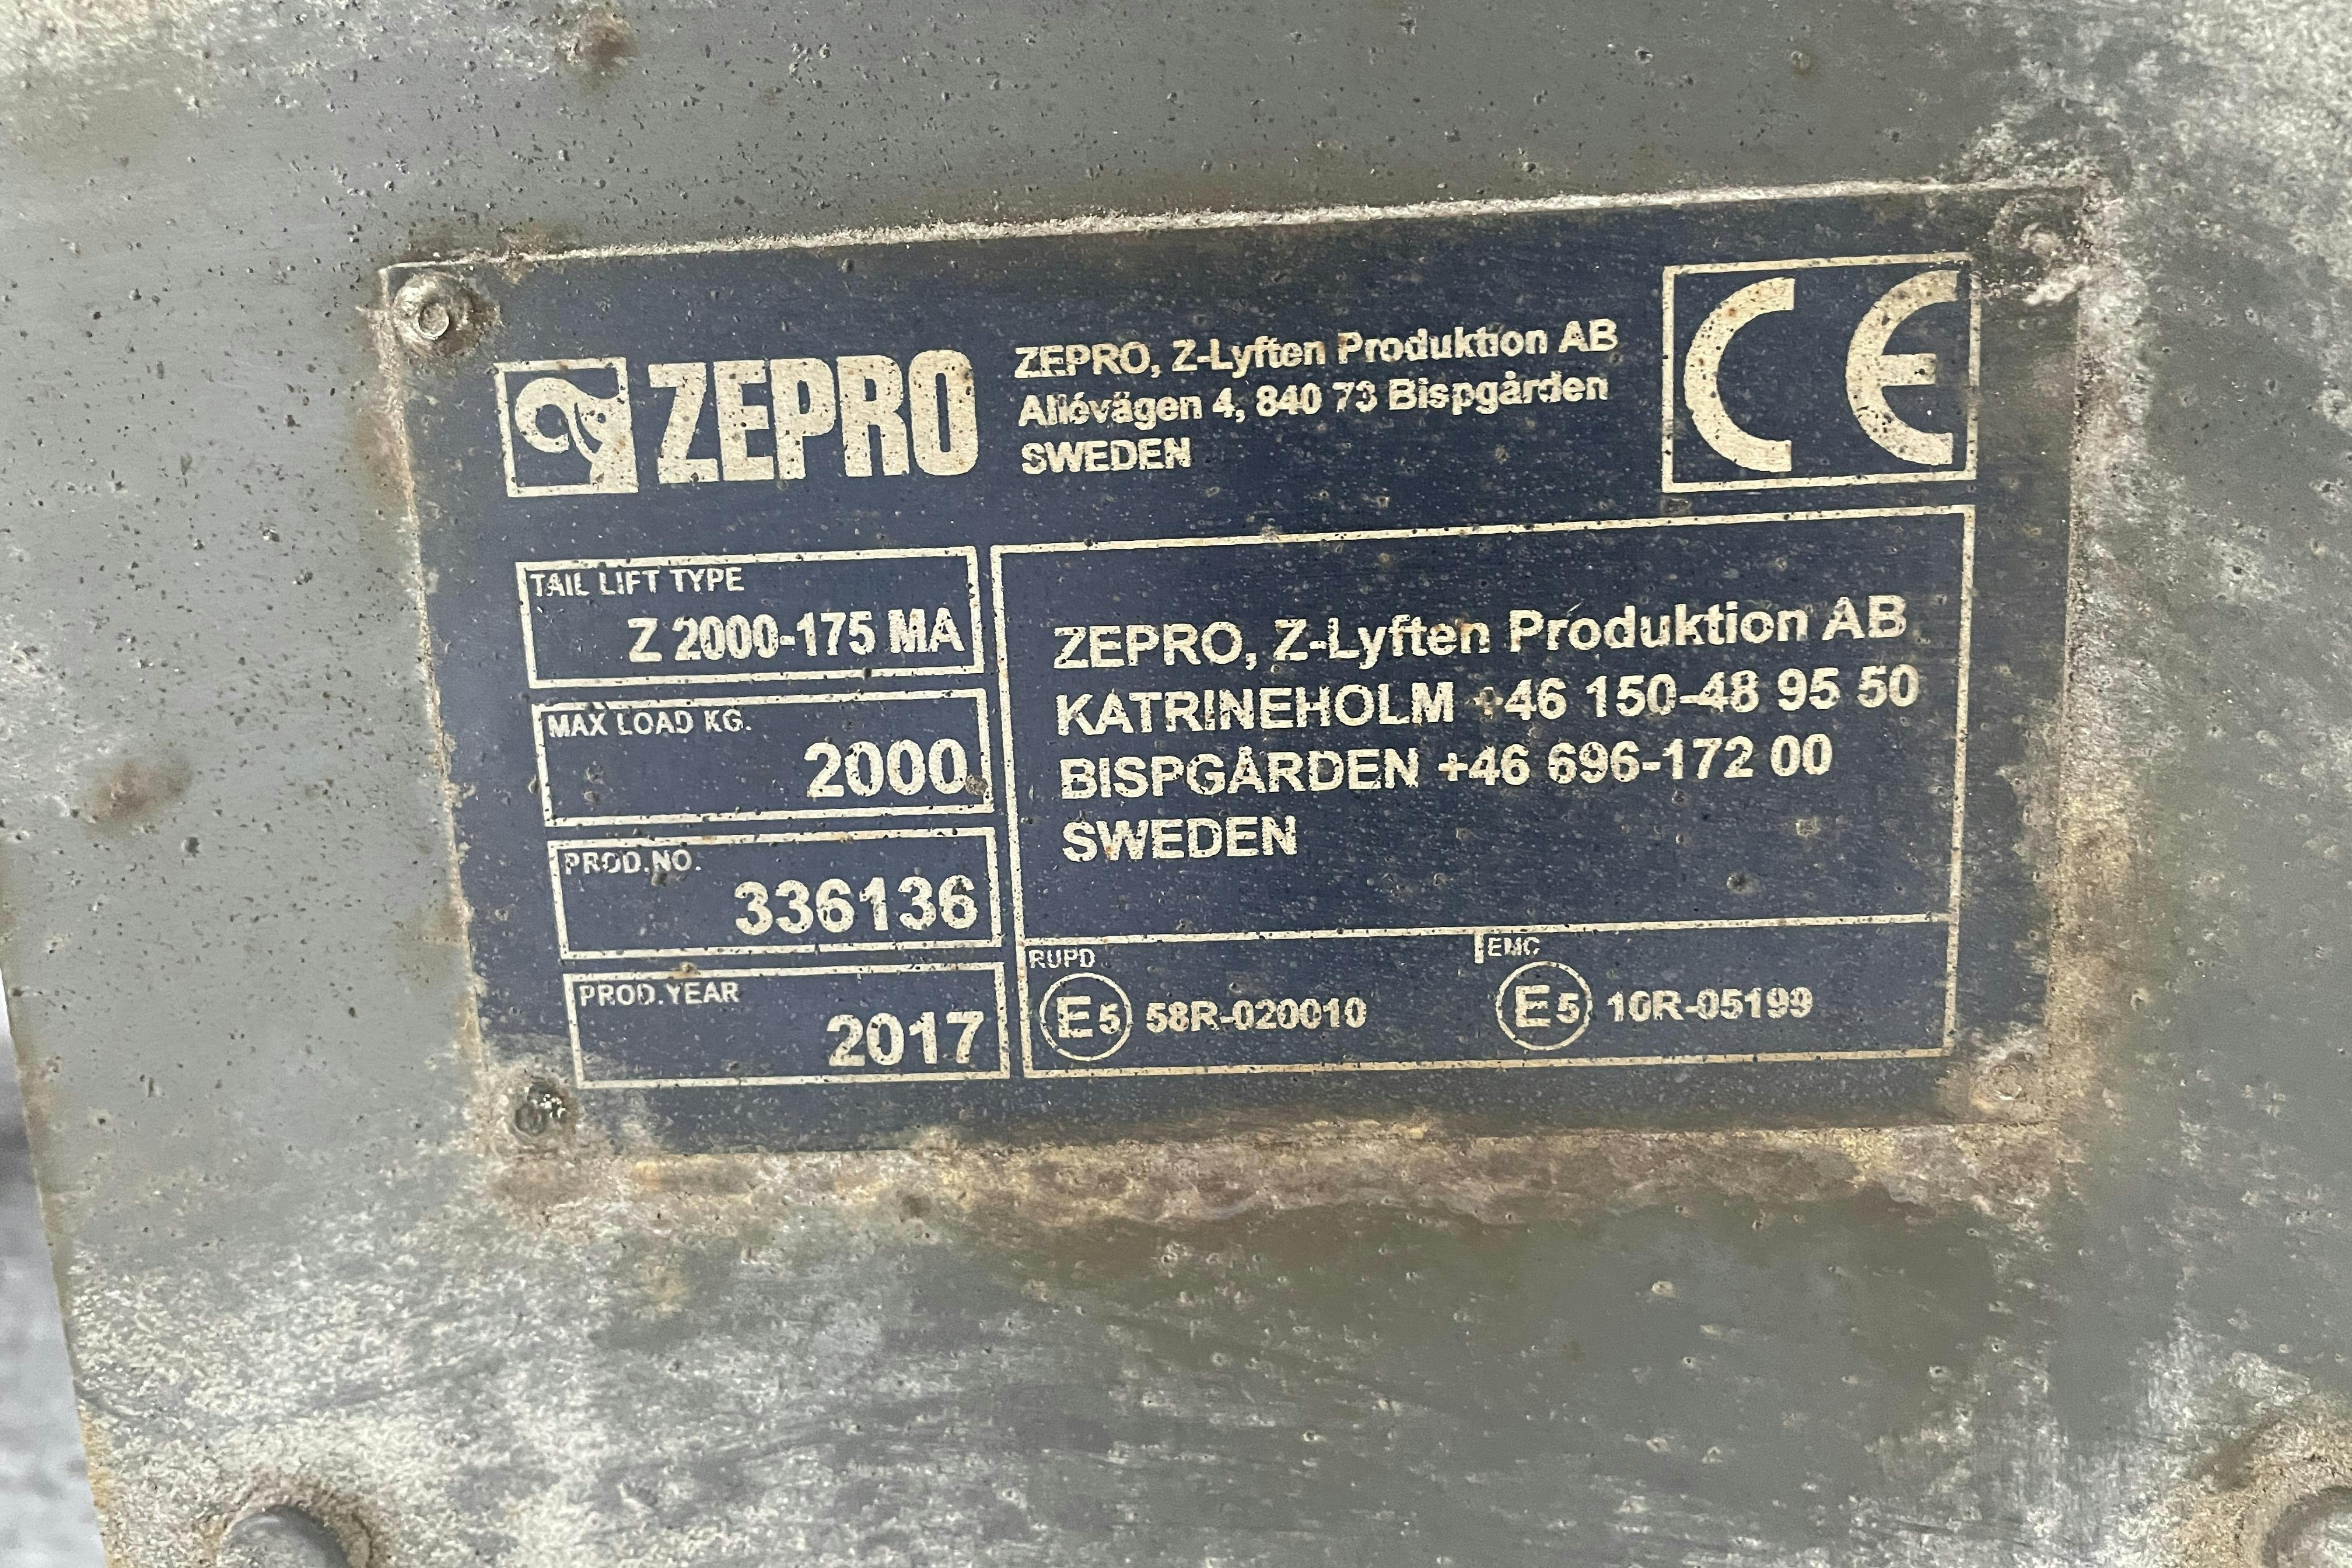 ZEPRO
ZEPRO, Z-Lyften Produktion AB
Allévägen 4, 840 73 Bispgården
SWEDEN
CE
TAIL LIFT TYPE
Z 2000-175 MA
MAX LOAD KG.
2000
PROD.NO.
336136
PROD.YEAR
2017
ZEPRO, Z-Lyften Produktion AB
KATRINEHOLM +46 150-48 95 50
BISPGÅRDEN +46 696-172 00
SWEDEN
RUPD
E5 58R-020010
EMC
E5 10R-05199